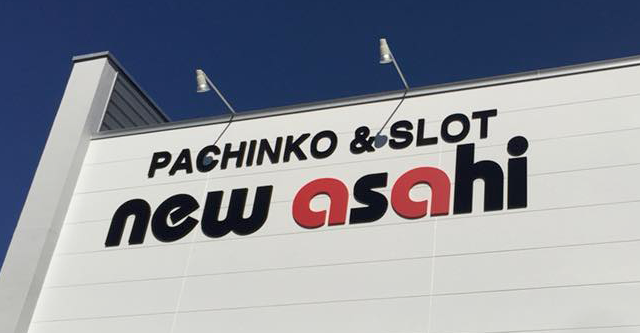 PACHINKO & SLOT
new asahi